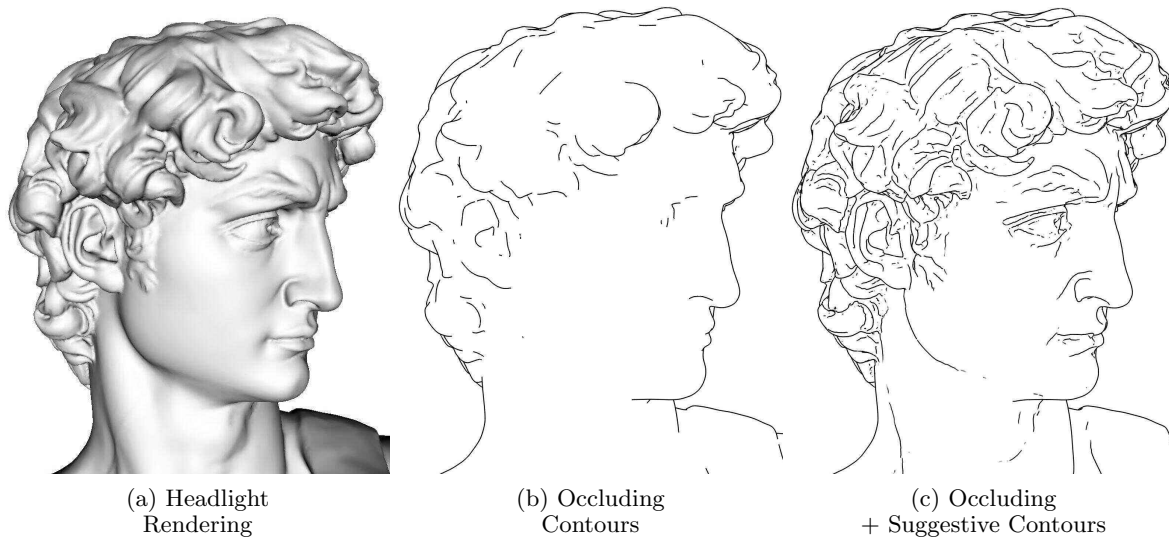 (a) Headlight
Rendering
(b) Occluding
Contours
(c) Occluding
+ Suggestive Contours